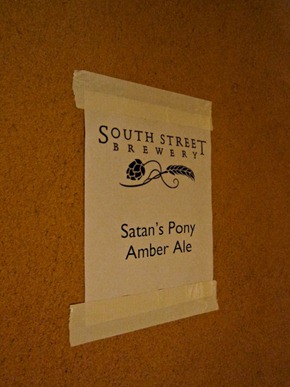 SOUTH STREET
BREWERY
Satan's Pony
Amber Ale